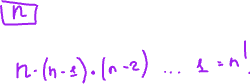 n
n·(n-1)·(n-2) ... 1 = n!